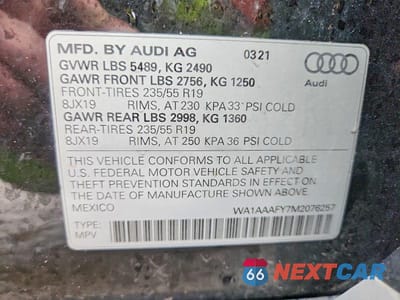 MFD. BY AUDI AG
0321
GVWR LBS 5489, KG 2490
GAWR FRONT LBS 2756, KG 1250
Audi
FRONT-TIRES 235/55 R19
8JX19 RIMS, AT 230 KPA 33 PSI COLD
GAWR REAR LBS 2998, KG 1360
REAR-TIRES 235/55 R19
8JX19 RIMS, AT 250 KPA 36 PSI COLD
THIS VEHICLE CONFORMS TO ALL APPLICABLE
U.S. FEDERAL MOTOR VEHICLE SAFETY AND
THEFT PREVENTION STANDARDS IN EFFECT ON
THE DATE OF MANUFACTURE SHOWN ABOVE
MEXICO WA1AAAFY7M2076257
TYPE:
MPV
66 NEXTCAR